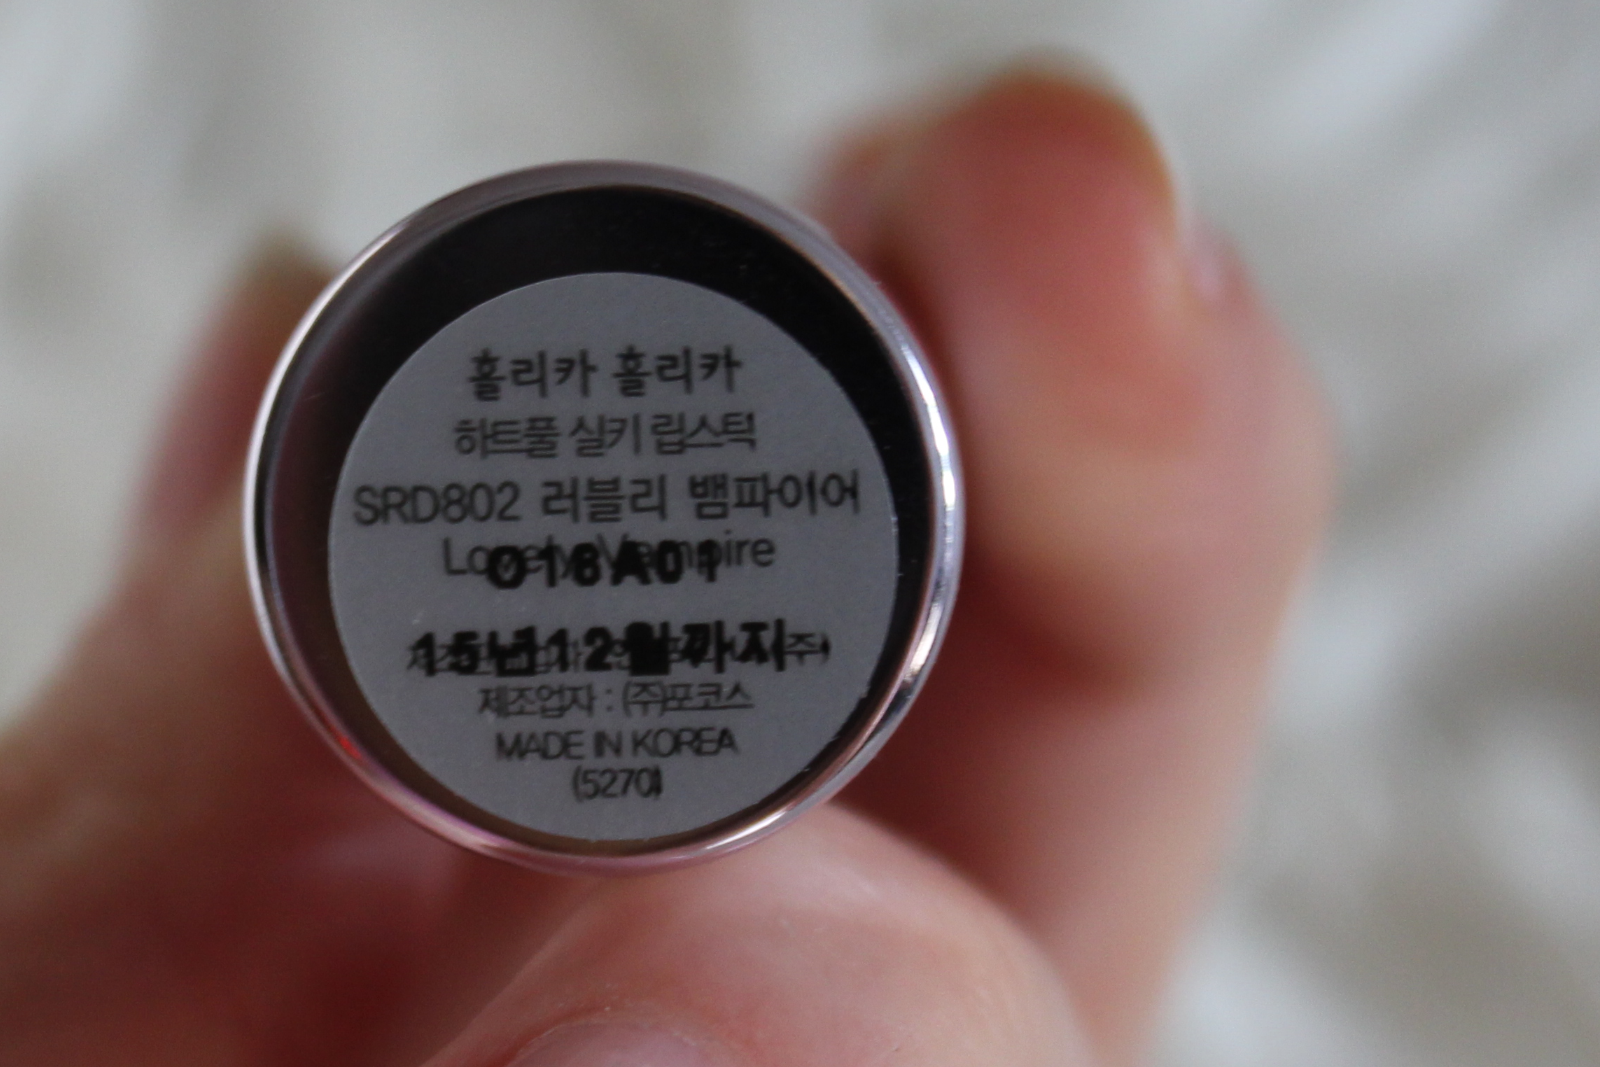 홀리카 홀리카
하트풀 실키 립스틱
SRD802 러블리 뱀파이어
Lovely Vampire
O16A01
15년12월까지
제조업자 : (주)포코스
MADE IN KOREA
(5270)